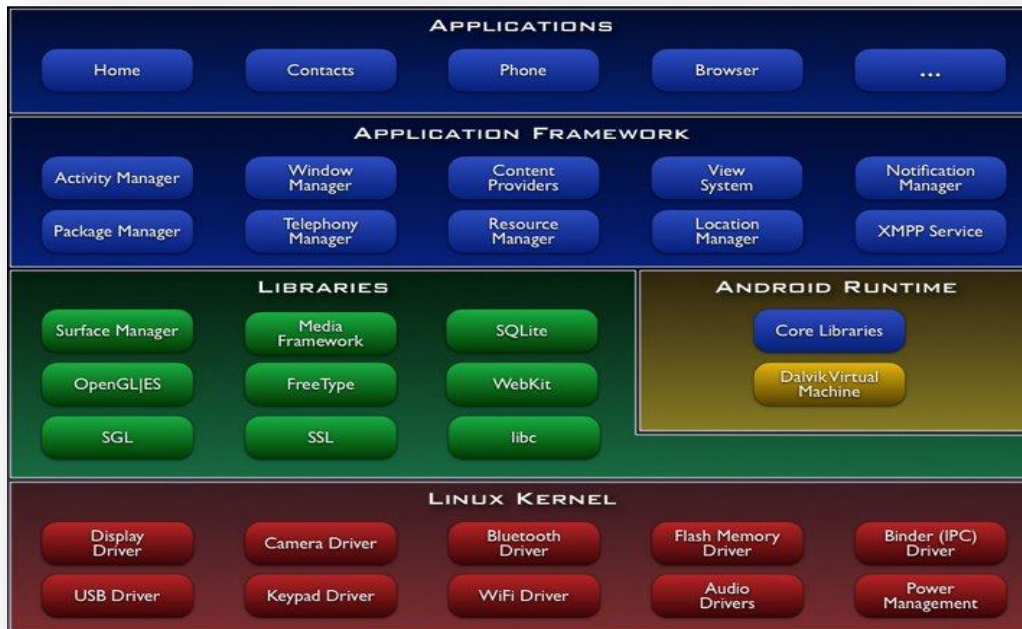 APPLICATIONS
Home
Contacts
Phone
Browser
...
APPLICATION FRAMEWORK
Activity Manager
Window
Manager
Content
Providers
View
System
Notification
Manager
Package Manager
Telephony
Manager
Resource
Manager
Location
Manager
XMPP Service
LIBRARIES
Surface Manager
Media
Framework
SQLite
OpenGL|ES
FreeType
WebKit
SGL
SSL
libc
ANDROID RUNTIME
Core Libraries
Dalvik Virtual
Machine
LINUX KERNEL
Display
Driver
Camera Driver
Bluetooth
Driver
Flash Memory
Driver
Binder (IPC)
Driver
USB Driver
Keypad Driver
WiFi Driver
Audio
Drivers
Power
Management